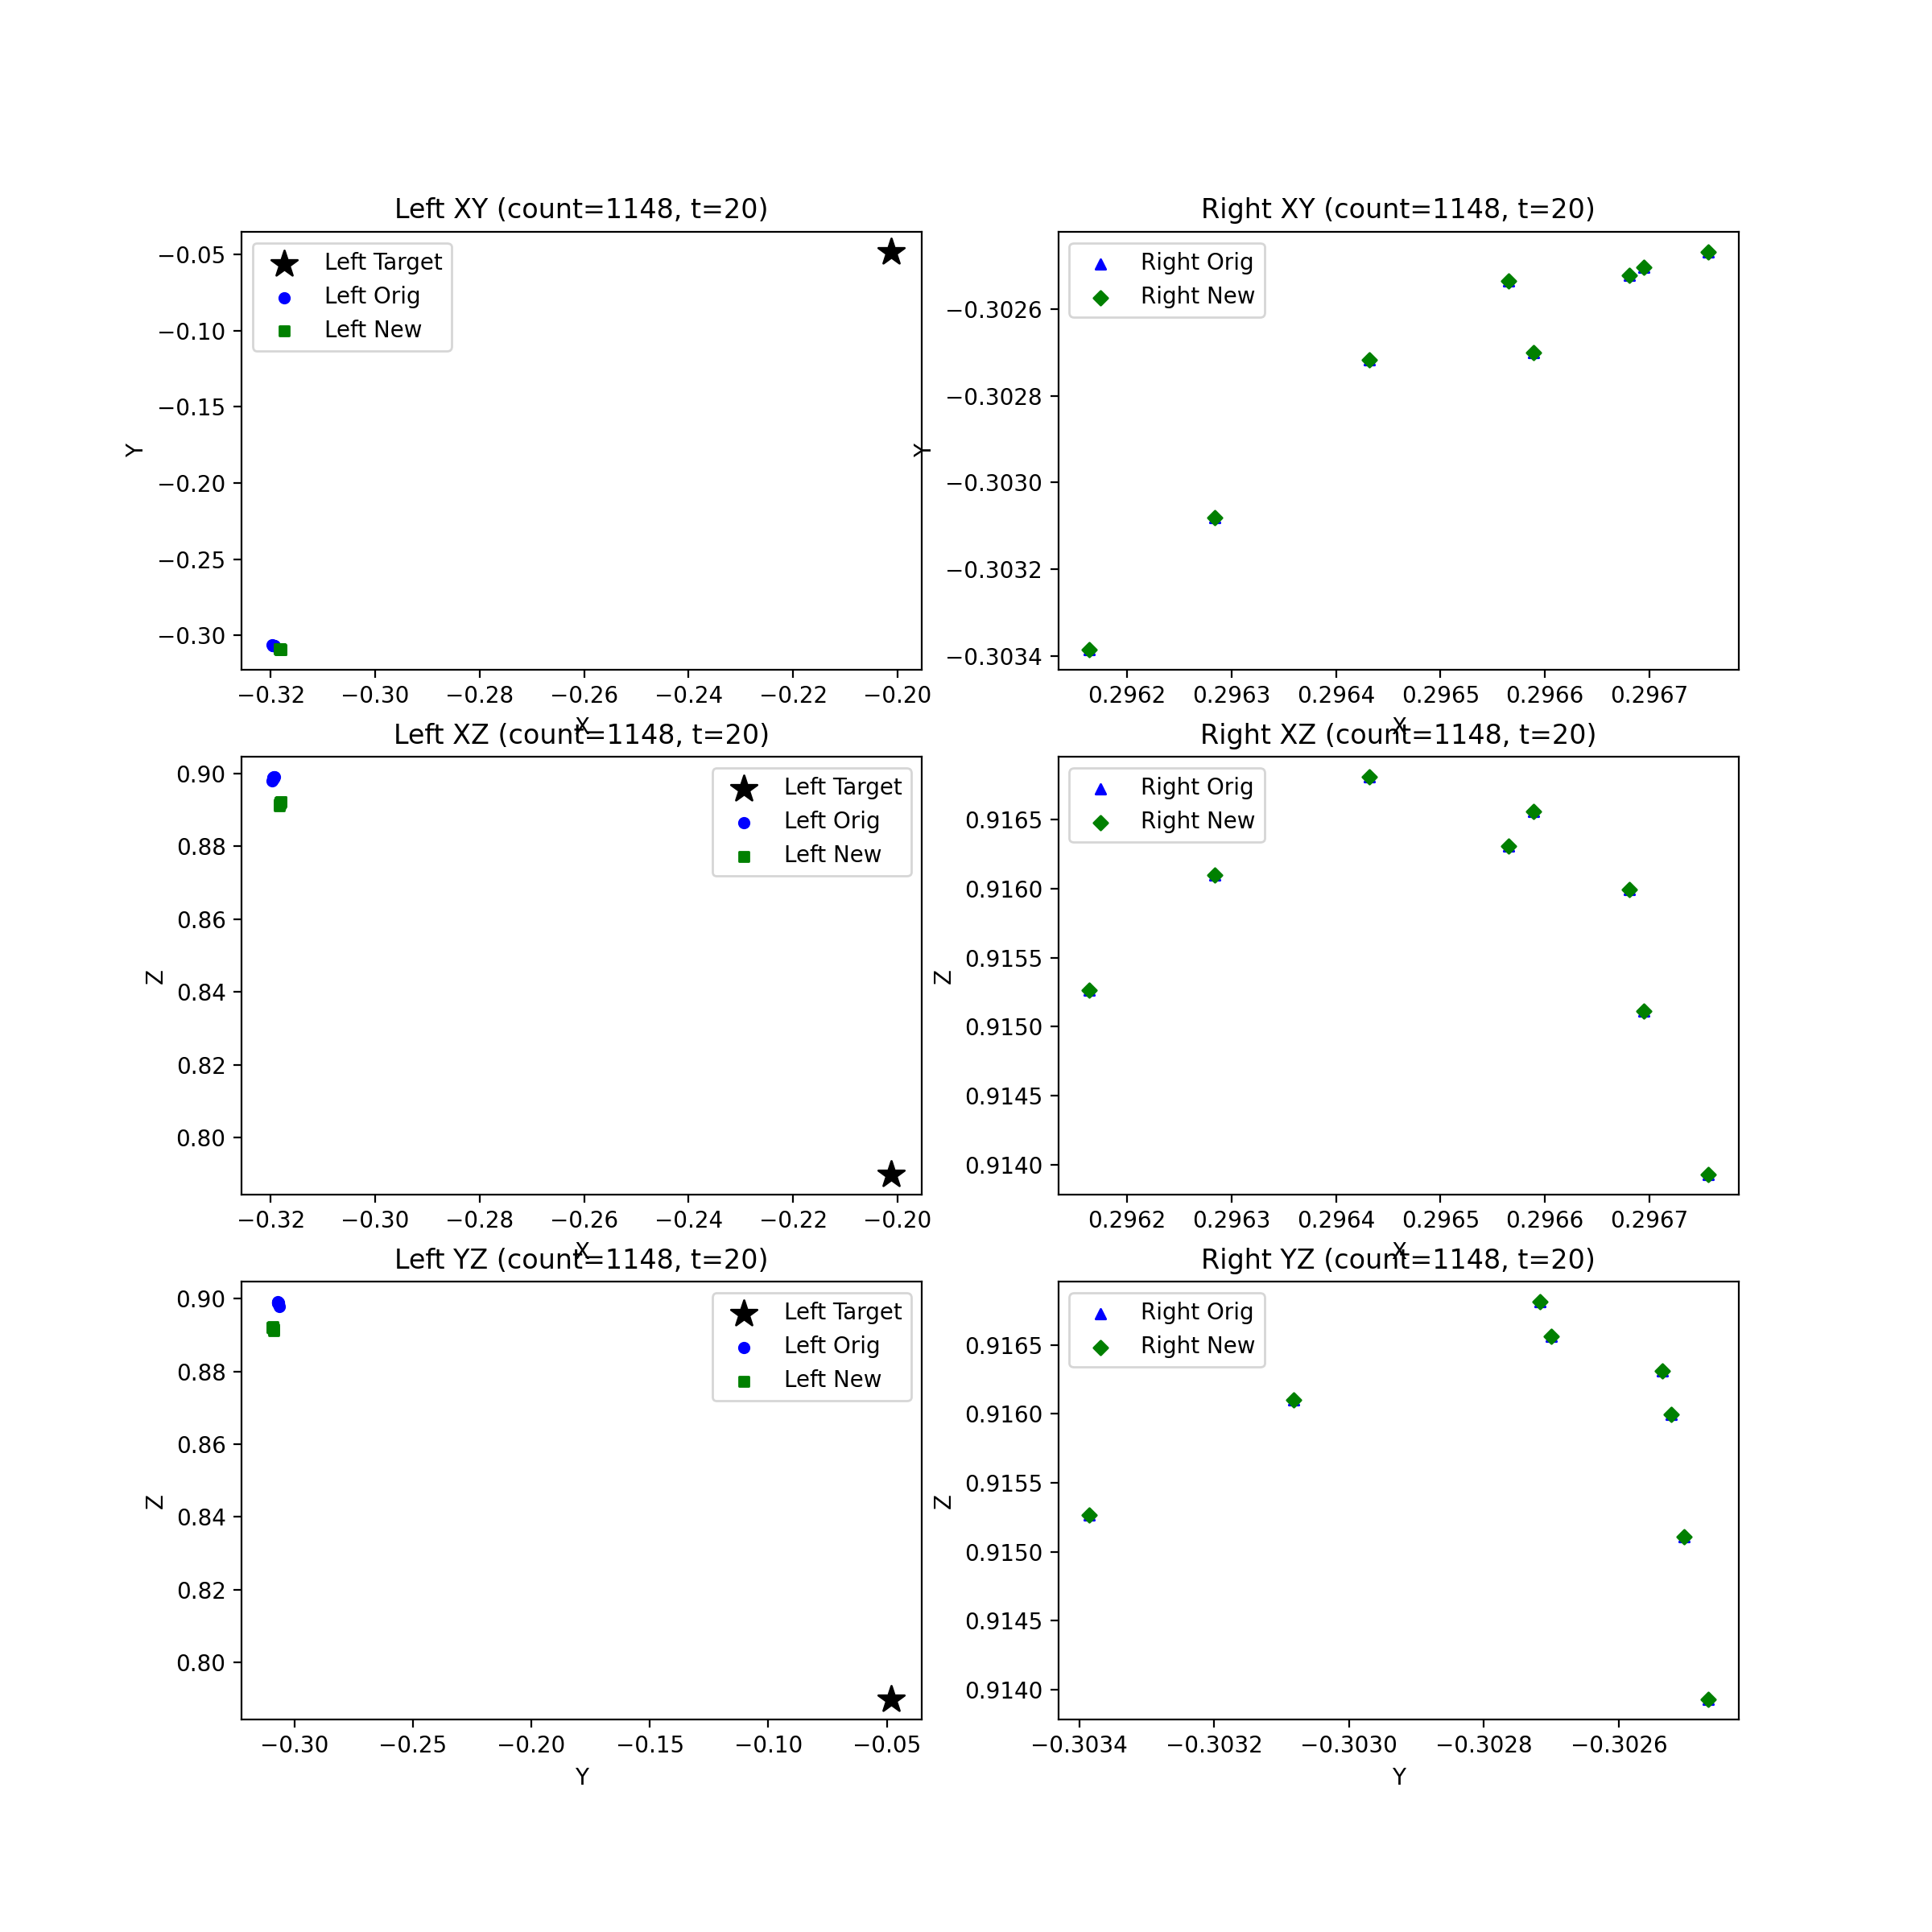 Left XY (count=1148, t=20)
Left Target
Left Orig
Left New
−0.05
−0.10
−0.15
−0.20
−0.25
−0.30
Y
−0.32 −0.30 −0.28 −0.26 −0.24 −0.22 −0.20
X
Right XY (count=1148, t=20)
Right Orig
Right New
−0.3026
−0.3028
−0.3030
−0.3032
−0.3034
Y
0.2962 0.2963 0.2964 0.2965 0.2966 0.2967
X
Left XZ (count=1148, t=20)
Left Target
Left Orig
Left New
0.90
0.88
0.86
0.84
0.82
0.80
Z
−0.32 −0.30 −0.28 −0.26 −0.24 −0.22 −0.20
X
Right XZ (count=1148, t=20)
Right Orig
Right New
0.9165
0.9160
0.9155
0.9150
0.9145
0.9140
Z
0.2962 0.2963 0.2964 0.2965 0.2966 0.2967
X
Left YZ (count=1148, t=20)
Left Target
Left Orig
Left New
0.90
0.88
0.86
0.84
0.82
0.80
Z
−0.30 −0.25 −0.20 −0.15 −0.10 −0.05
Y
Right YZ (count=1148, t=20)
Right Orig
Right New
0.9165
0.9160
0.9155
0.9150
0.9145
0.9140
Z
−0.3034 −0.3032 −0.3030 −0.3028 −0.3026
Y